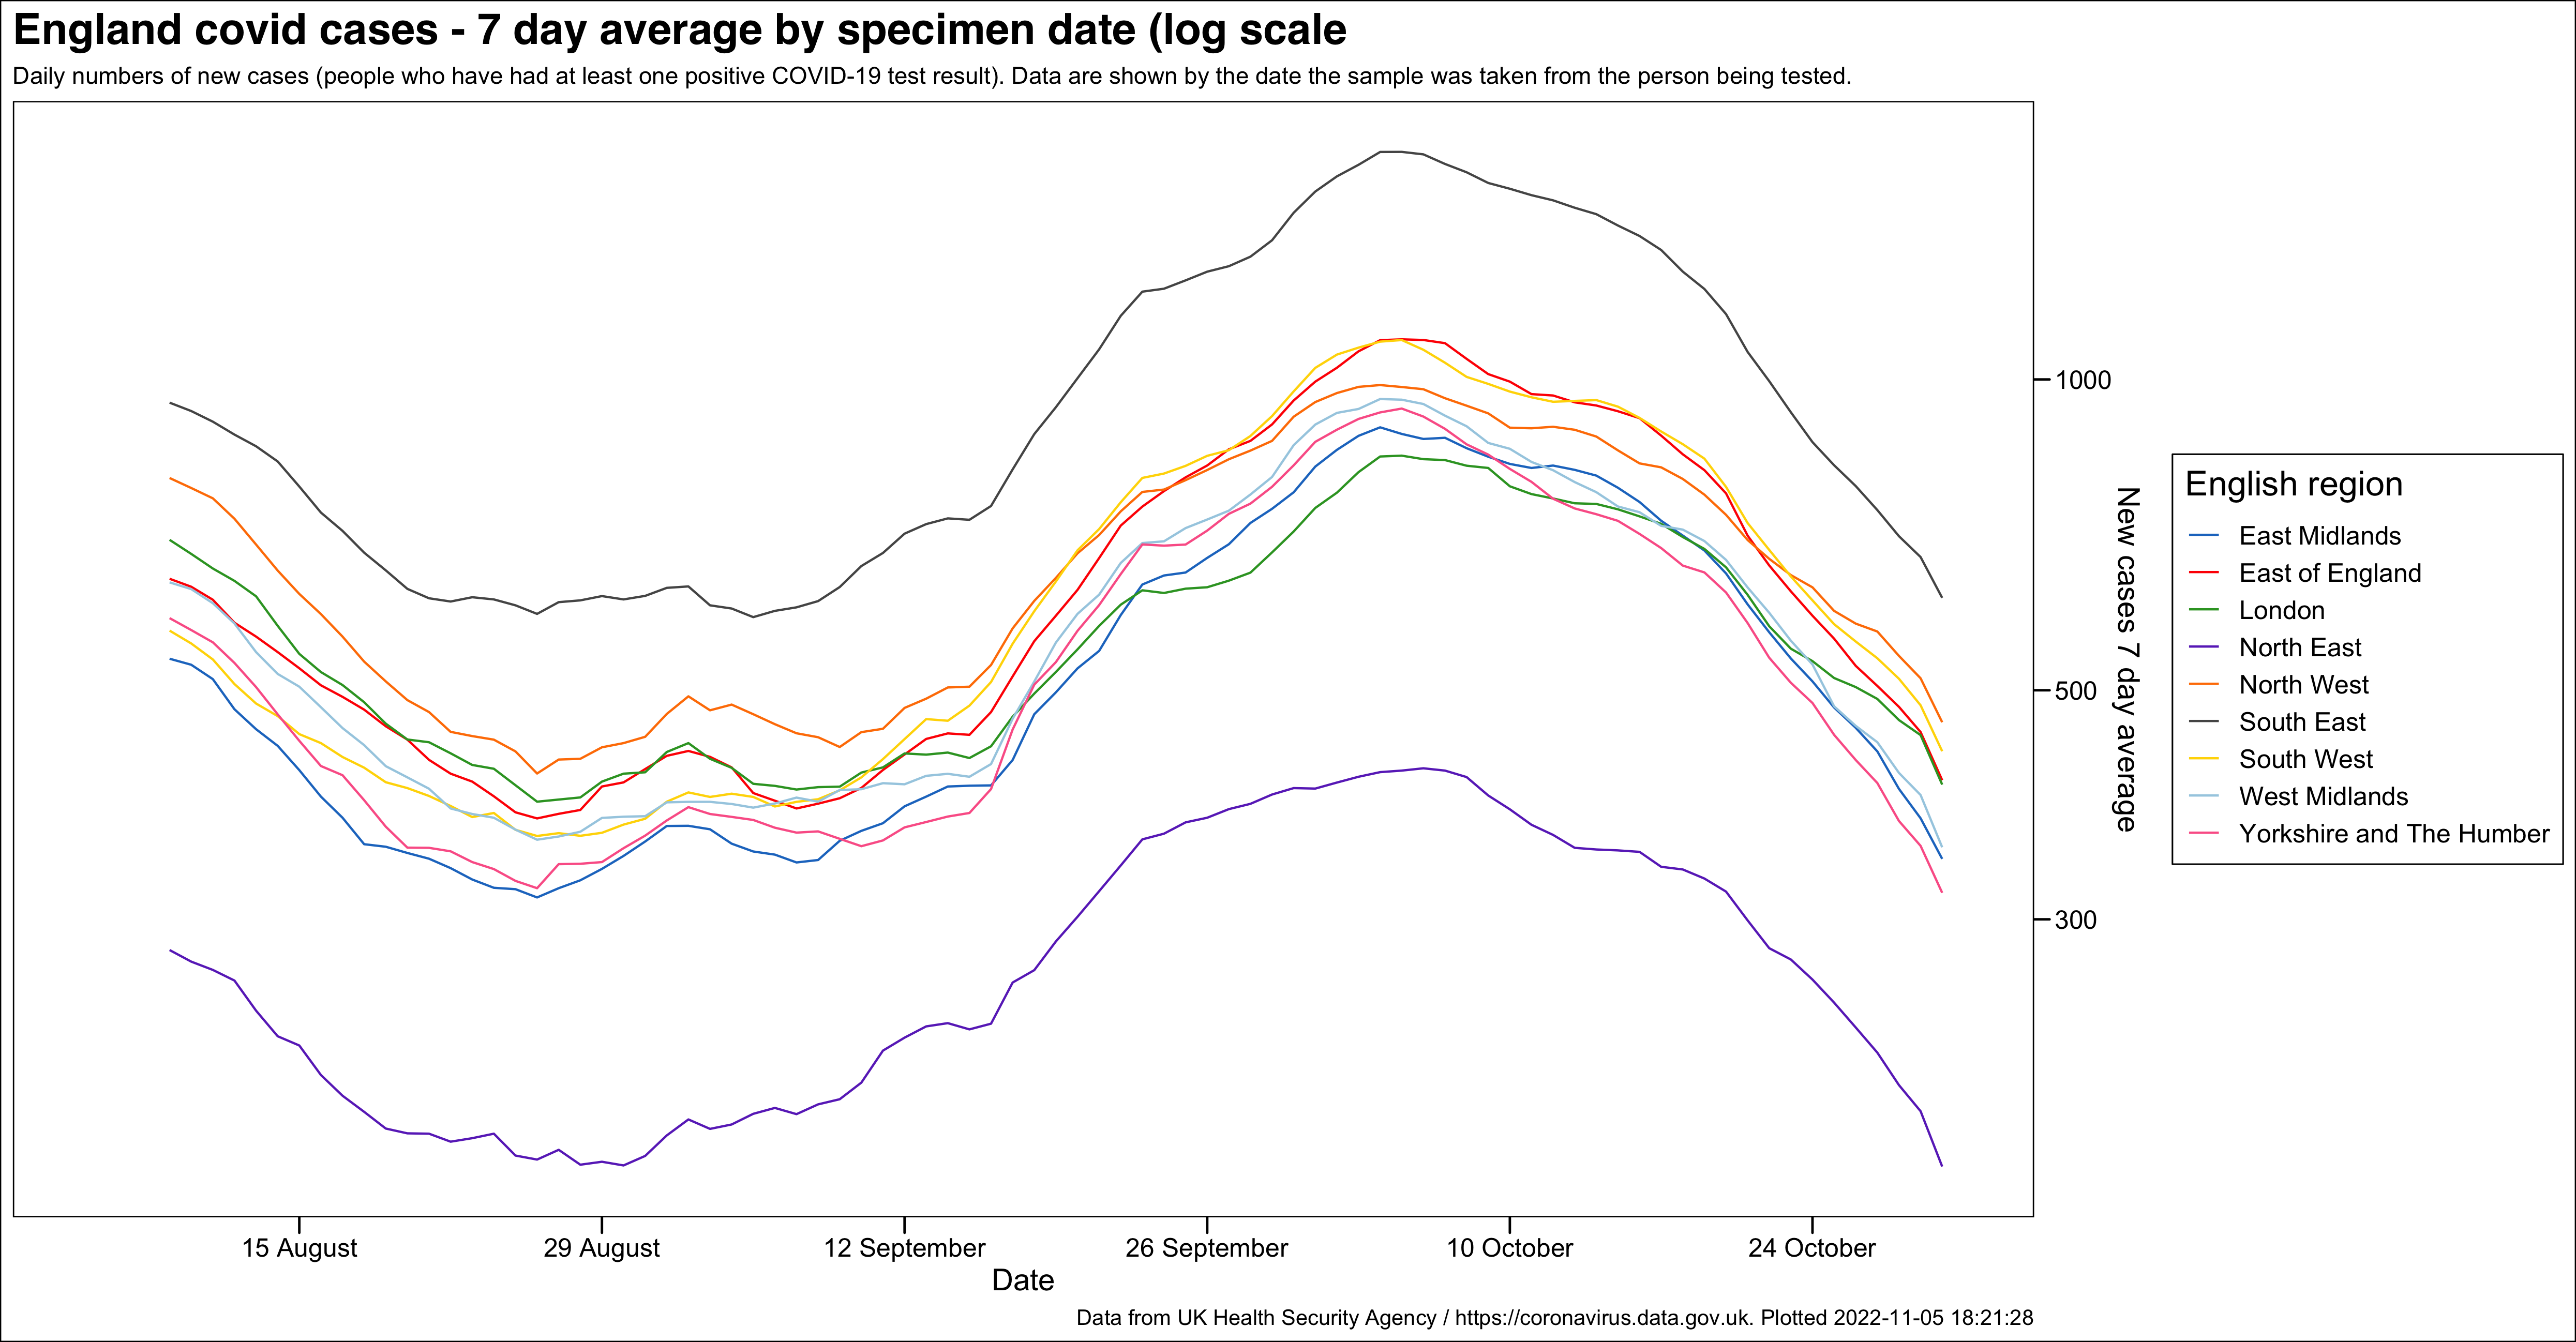 England covid cases - 7 day average by specimen date (log scale
Daily numbers of new cases (people who have had at least one positive COVID-19 test result). Data are shown by the date the sample was taken from the person being tested.
1000
500
300
New cases 7 day average
English region
East Midlands
East of England
London
North East
North West
South East
South West
West Midlands
Yorkshire and The Humber
15 August
29 August
12 September
26 September
10 October
24 October
Date
Data from UK Health Security Agency / https://coronavirus.data.gov.uk. Plotted 2022-11-05 18:21:28